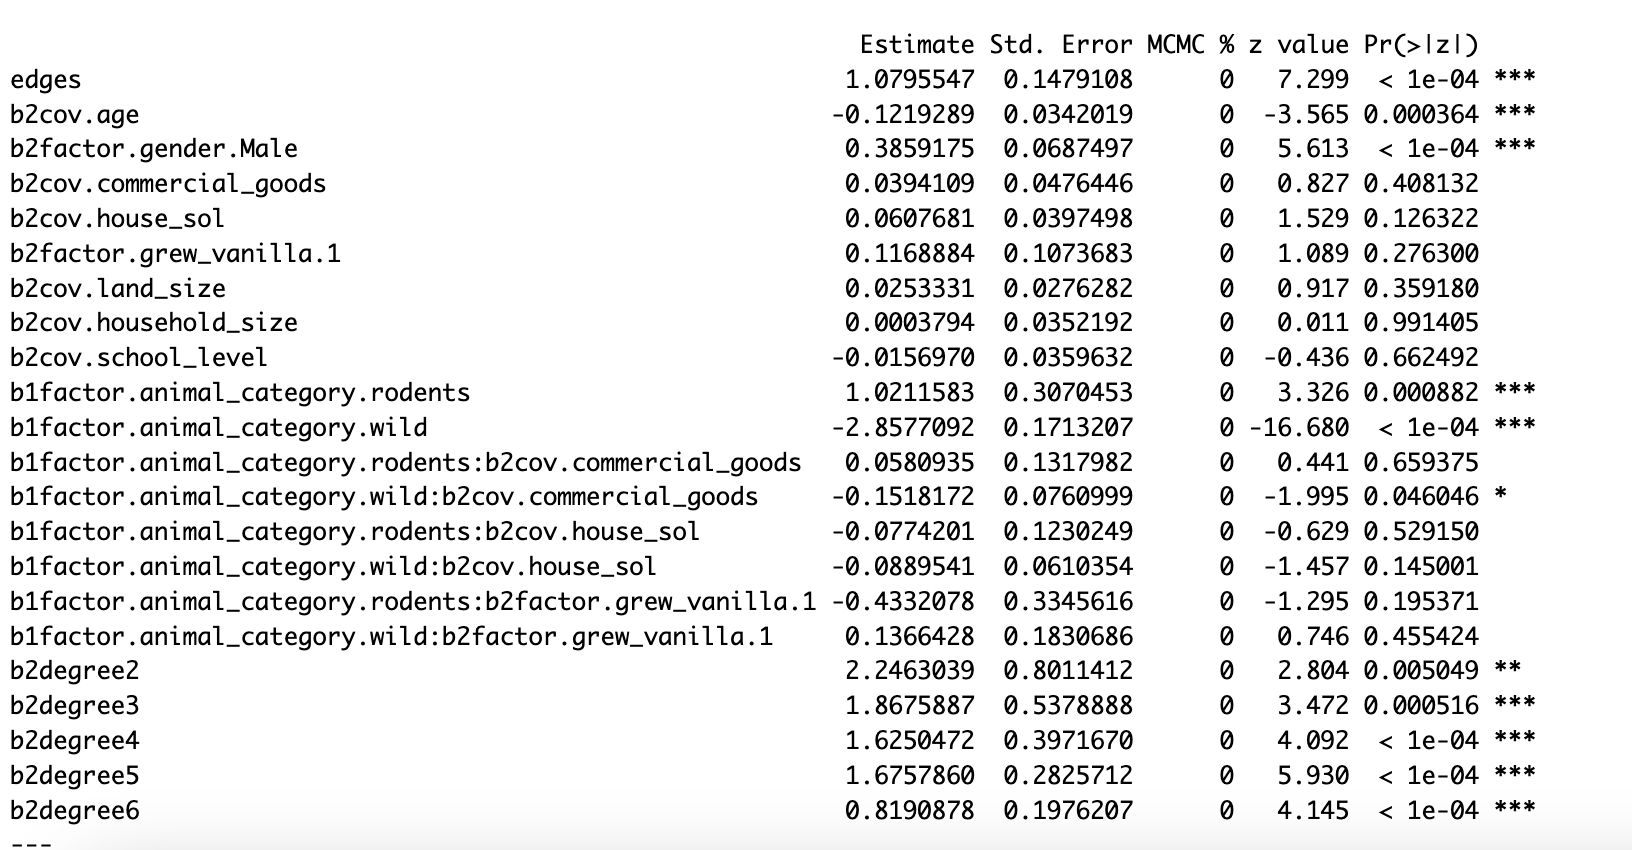 Estimate Std. Error MCMC % z value Pr(>|z|)
edges 1.0795547 0.1479108 0 7.299 < 1e-04 ***
b2cov.age -0.1219289 0.0342019 0 -3.565 0.000364 ***
b2factor.gender.Male 0.3859175 0.0687497 0 5.613 < 1e-04 ***
b2cov.commercial_goods 0.0394109 0.0476446 0 0.827 0.408132
b2cov.house_sol 0.0607681 0.0397498 0 1.529 0.126322
b2factor.grew_vanilla.1 0.1168884 0.1073683 0 1.089 0.276300
b2cov.land_size 0.0253331 0.0276282 0 0.917 0.359180
b2cov.household_size 0.0003794 0.0352192 0 0.011 0.991405
b2cov.school_level -0.0156970 0.0359632 0 -0.436 0.662492
b1factor.animal_category.rodents 1.0211583 0.3070453 0 3.326 0.000882 ***
b1factor.animal_category.wild -2.8577092 0.1713207 0 -16.680 < 1e-04 ***
b1factor.animal_category.rodents:b2cov.commercial_goods 0.0580935 0.1317982 0 0.441 0.659375
b1factor.animal_category.wild:b2cov.commercial_goods -0.1518172 0.0760999 0 -1.995 0.046046 *
b1factor.animal_category.rodents:b2cov.house_sol -0.0774201 0.1230249 0 -0.629 0.529150
b1factor.animal_category.wild:b2cov.house_sol -0.0889541 0.0610354 0 -1.457 0.145001
b1factor.animal_category.rodents:b2factor.grew_vanilla.1 -0.4332078 0.3345616 0 -1.295 0.195371
b1factor.animal_category.wild:b2factor.grew_vanilla.1 0.1366428 0.1830686 0 0.746 0.455424
b2degree2 2.2463039 0.8011412 0 2.804 0.005049 **
b2degree3 1.8675887 0.5378888 0 3.472 0.000516 ***
b2degree4 1.6250472 0.3971670 0 4.092 < 1e-04 ***
b2degree5 1.6757860 0.2825712 0 5.930 < 1e-04 ***
b2degree6 0.8190878 0.1976207 0 4.145 < 1e-04 ***
---